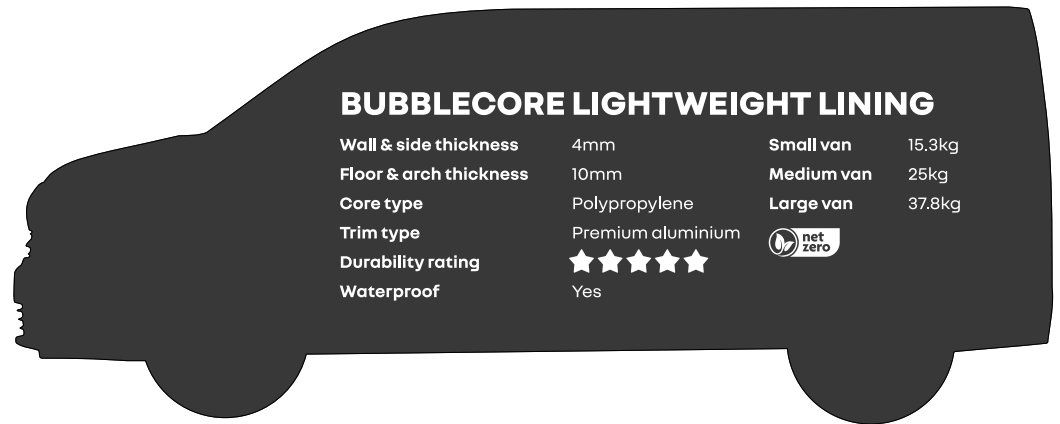 BUBBLECORE LIGHTWEIGHT LINING
Wall & side thickness 4mm Small van 15.3kg
Floor & arch thickness 10mm Medium van 25kg
Core type Polypropylene Large van 37.8kg
Trim type Premium aluminium net zero
Durability rating ★★★★★
Waterproof Yes